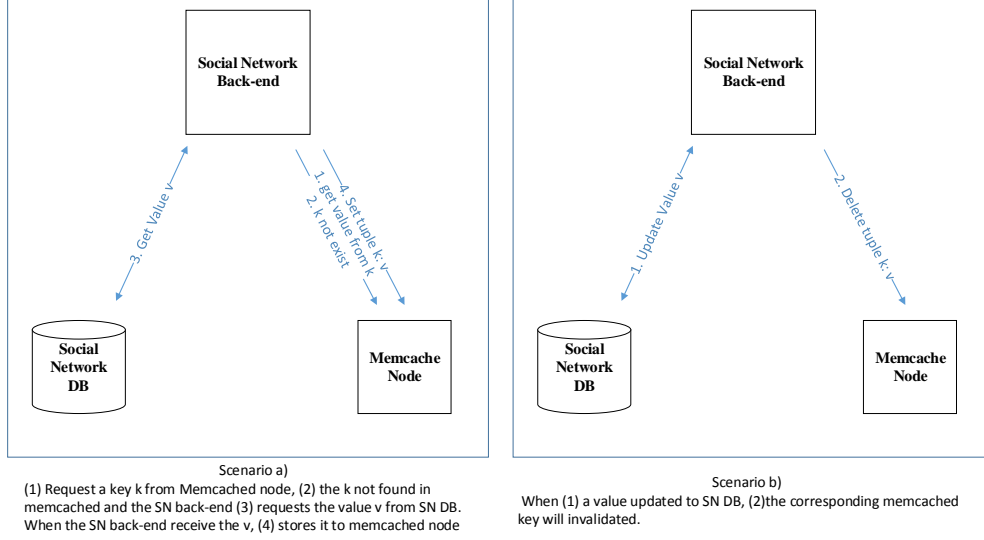 Social Network
Back-end
3. Get Value v
1. get value from k
2. k not exist
4. Set tuple k: v
Social
Network
DB
Memcache
Node
Scenario a)
(1) Request a key k from Memcached node, (2) the k not found in
memcached and the SN back-end (3) requests the value v from SN DB.
When the SN back-end receive the v, (4) stores it to memcached node
Social Network
Back-end
1. Update Value v
2. Delete tuple k: v
Social
Network
DB
Memcache
Node
Scenario b)
When (1) a value updated to SN DB, (2)the corresponding memcached
key will invalidated.